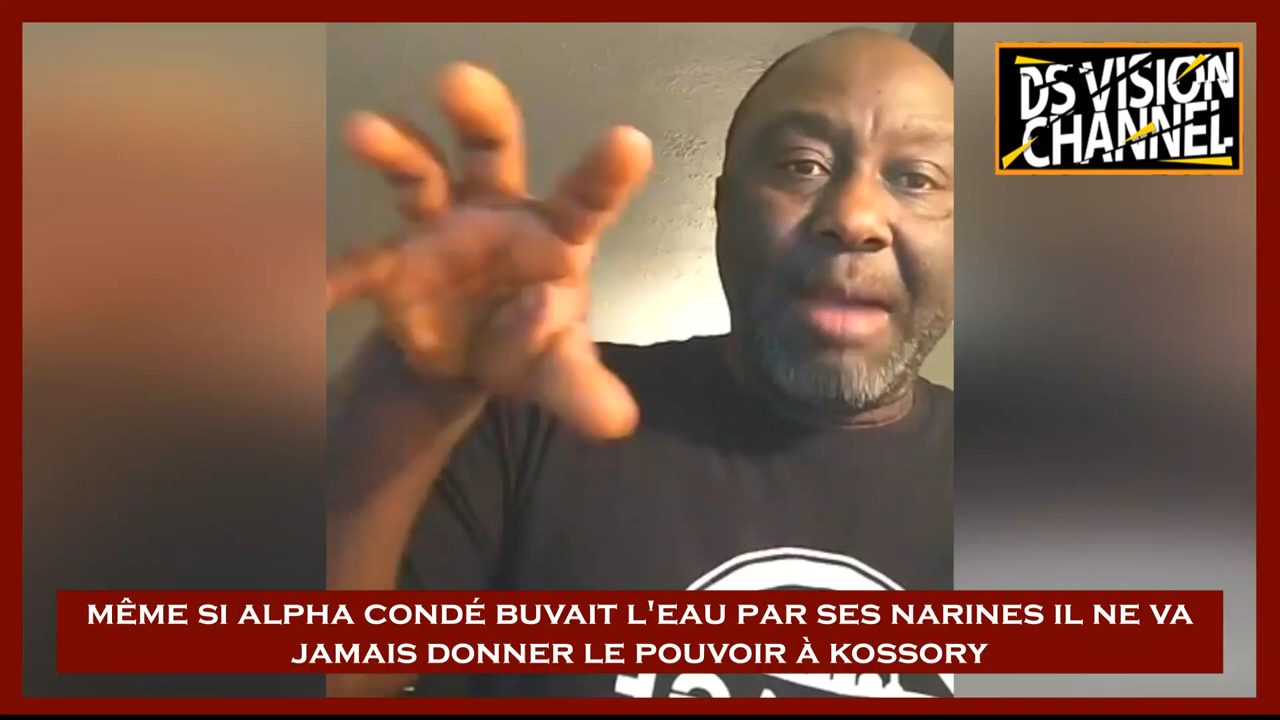 DS VISION
CHANNEL
MÊME SI ALPHA CONDÉ BUVAIT L'EAU PAR SES NARINES IL NE VA
JAMAIS DONNER LE POUVOIR À KOSSORY